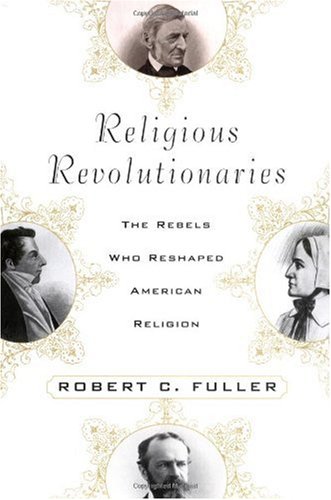 Religious
Revolutionaries
THE REBELS
WHO RESHAPED
AMERICAN
RELIGION
ROBERT C. FULLER